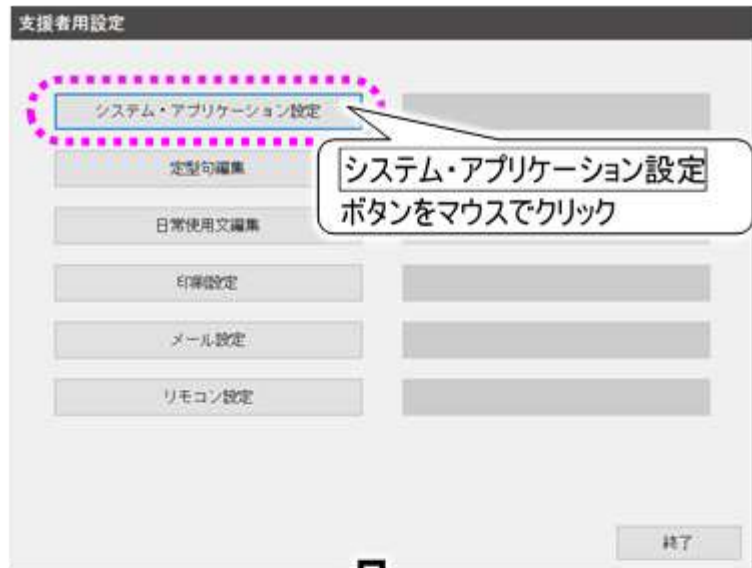 支援者用設定
システム・アプリケーション設定
システム・アプリケーション設定
ボタンをマウスでクリック
定型句編集
日常使用文編集
印刷設定
メール設定
リモコン設定
終了